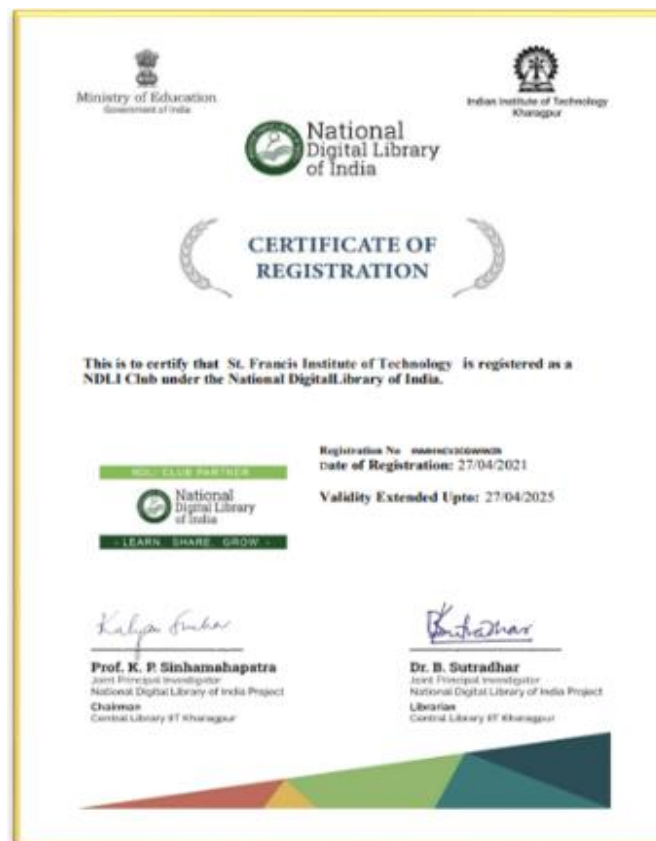 Ministry of Education
Government of India
Indian Institute of Technology
Kharagpur
National
Digital Library
of India
CERTIFICATE OF
REGISTRATION
This is to certify that St. Francis Institute of Technology is registered as a
NDLI Club under the National DigitalLibrary of India.
Registration No
Date of Registration: 27/04/2021
Validity Extended Upto: 27/04/2025
NDLI CLUB PARTNER
National
Digital Library
of India
- LEARN. SHARE. GROW -
Prof. K. P. Sinhamahapatra
Joint Principal Investigator
National Digital Library of India Project
Chairman
Central Library IIT Kharagpur
Dr. B. Sutradhar
Joint Principal Investigator
National Digital Library of India Project
Librarian
Central Library IIT Kharagpur